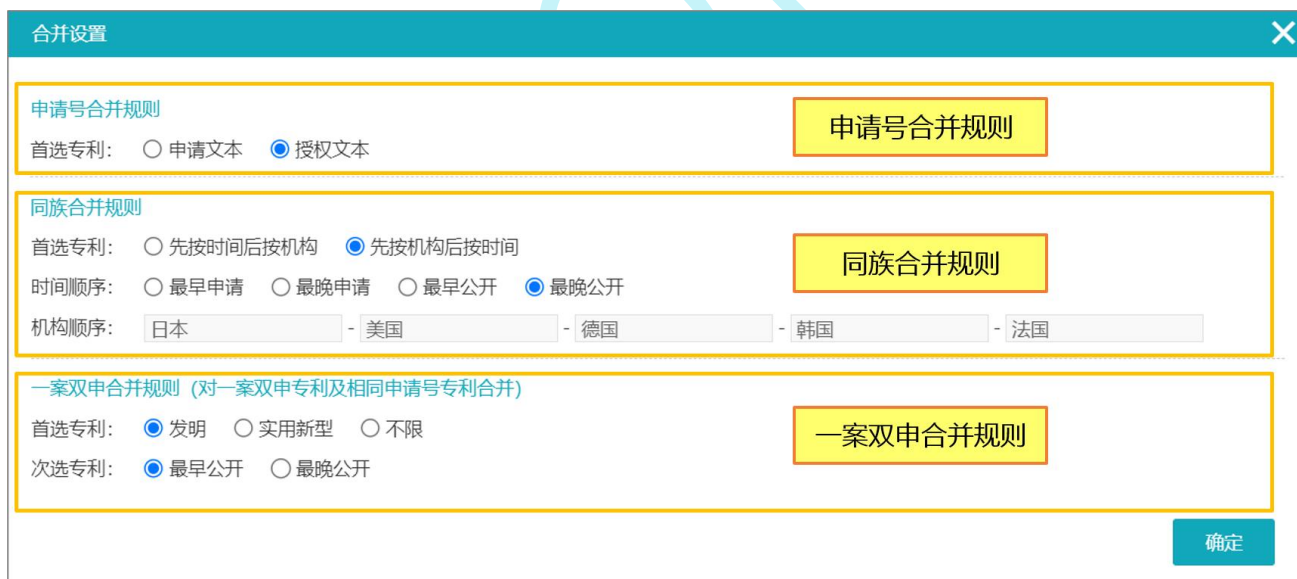 合并设置
申请号合并规则
申请号合并规则
首选专利： 申请文本 授权文本
同族合并规则
首选专利： 先按时间后按机构 先按机构后按时间
同族合并规则
时间顺序： 最早申请 最晚申请 最早公开 最晚公开
机构顺序： 日本 - 美国 - 德国 - 韩国 - 法国
一案双申合并规则（对一案双申专利及相同申请号专利合并）
首选专利： 发明 实用新型 不限
一案双申合并规则
次选专利： 最早公开 最晚公开
确定